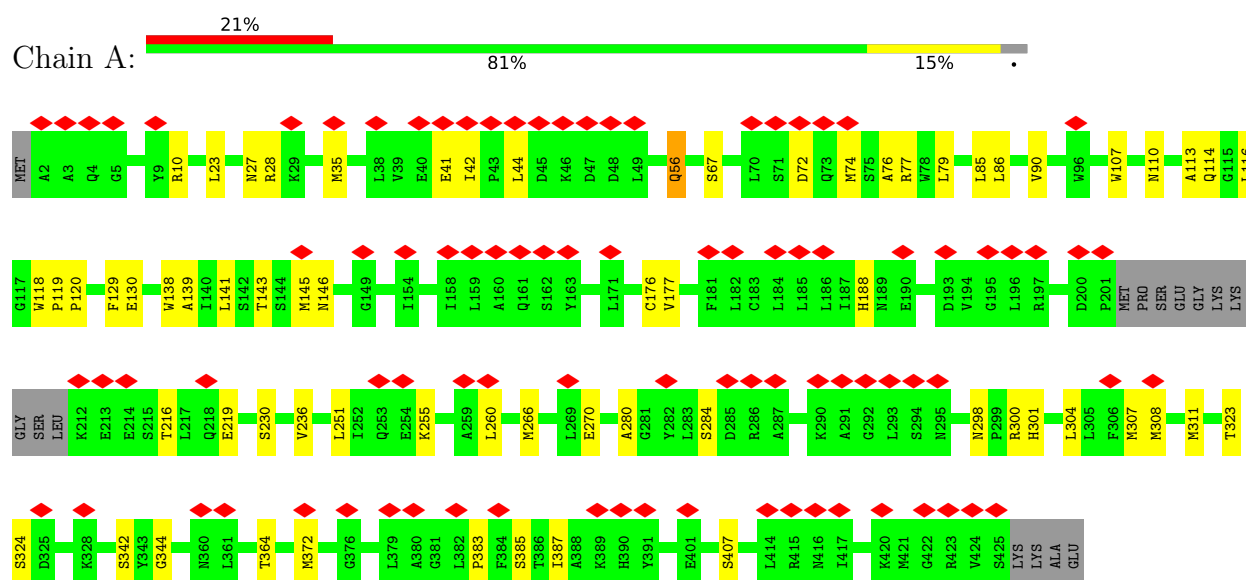 21%
Chain A:
81% 15% •
MET A2 A3 Q4 G5 Y9 R10 L23 N27 R28 K29 M35 L38 V39 E40 E41 I42 P43 L44 D45 K46 D47 D48 L49 Q56 S67 L70 S71 D72 Q73 M74 S75 A76 R77 W78 L79 L85 L86 V90 W96 W107 N110 A113 Q114 G115 L116
G117 W118 P119 P120 F129 E130 W138 A139 I140 L141 S142 T143 S144 M145 N146 G149 I154 I158 L159 A160 Q161 S162 Y163 L171 C176 V177 F181 L182 C183 L184 L185 L186 I187 H188 N189 E190 D193 V194 G195 L196 R197 D200 P201 MET PRO SER GLU GLY LYS LYS
GLY SER LEU K212 E213 E214 S215 T216 L217 Q218 E219 S230 V236 L251 I252 Q253 E254 K255 A259 L260 M266 L269 E270 A280 G281 Y282 L283 S284 D285 R286 A287 K290 A291 G292 L293 S294 N295 N298 P299 R300 H301 L304 L305 F306 M307 M308 M311 T323
S324 D325 K328 S342 Y343 G344 N360 L361 T364 M372 G376 L379 A380 G381 L382 P383 F384 S385 T386 I387 A388 K389 H390 Y391 E401 S407 L414 R415 N416 I417 K420 M421 G422 R423 V424 S425 LYS LYS ALA GLU